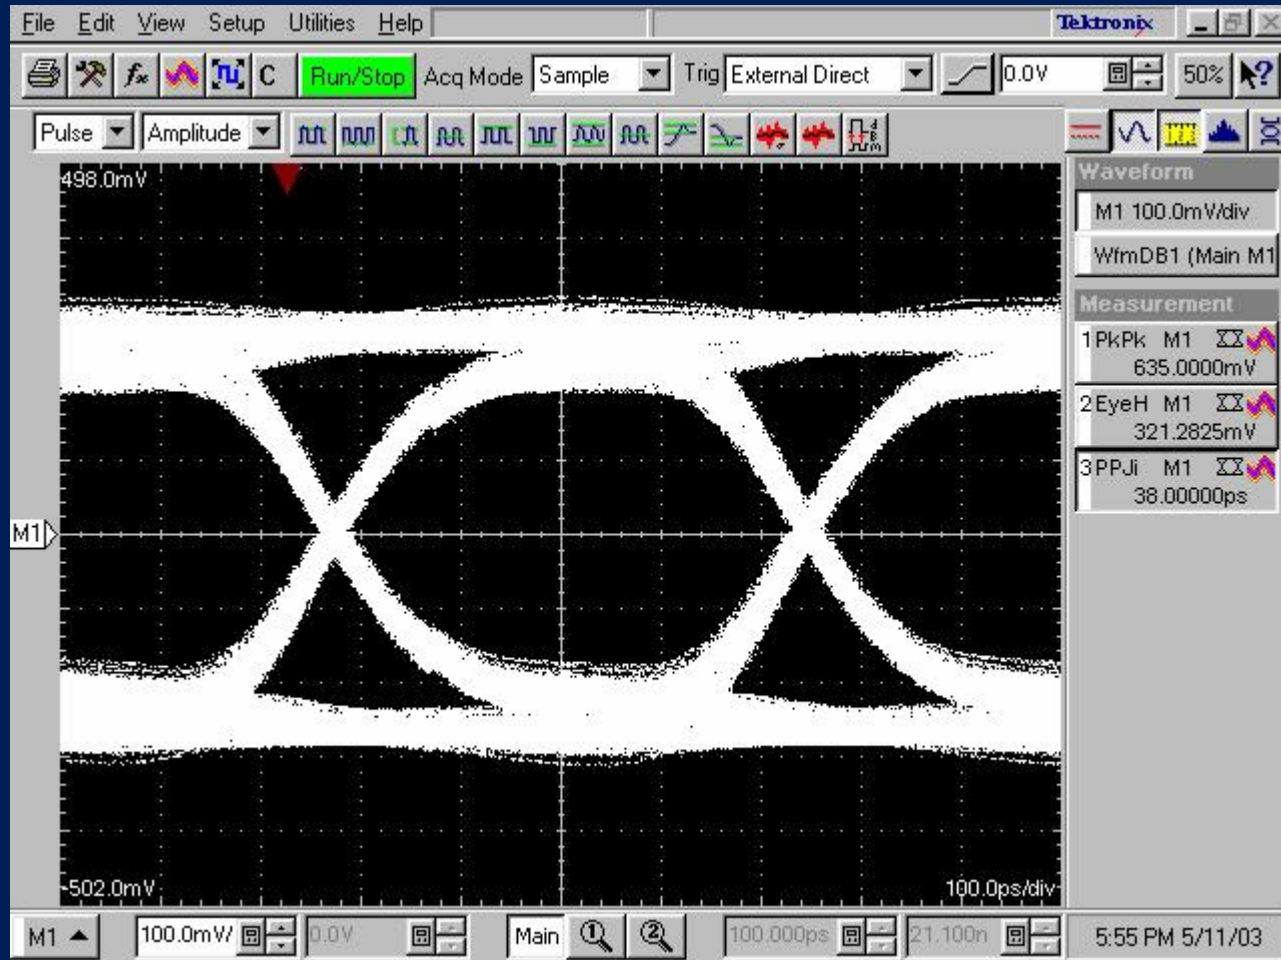 File Edit View Setup Utilities Help Tektronix
C Run/Stop Acq Mode Sample Trig External Direct 0.0V 50%
Pulse Amplitude
498.0mV
Waveform
M1 100.0mV/div
WfmDB1 (Main M1
Measurement
1 PkPk M1
635.0000mV
2 EyeH M1
321.2825mV
3 PPJi M1
38.00000ps
M1
-502.0mV 100.0ps/div
M1 100.0mV/ 0.0V Main 1 2 100.000ps 21.100n 5:55 PM 5/11/03